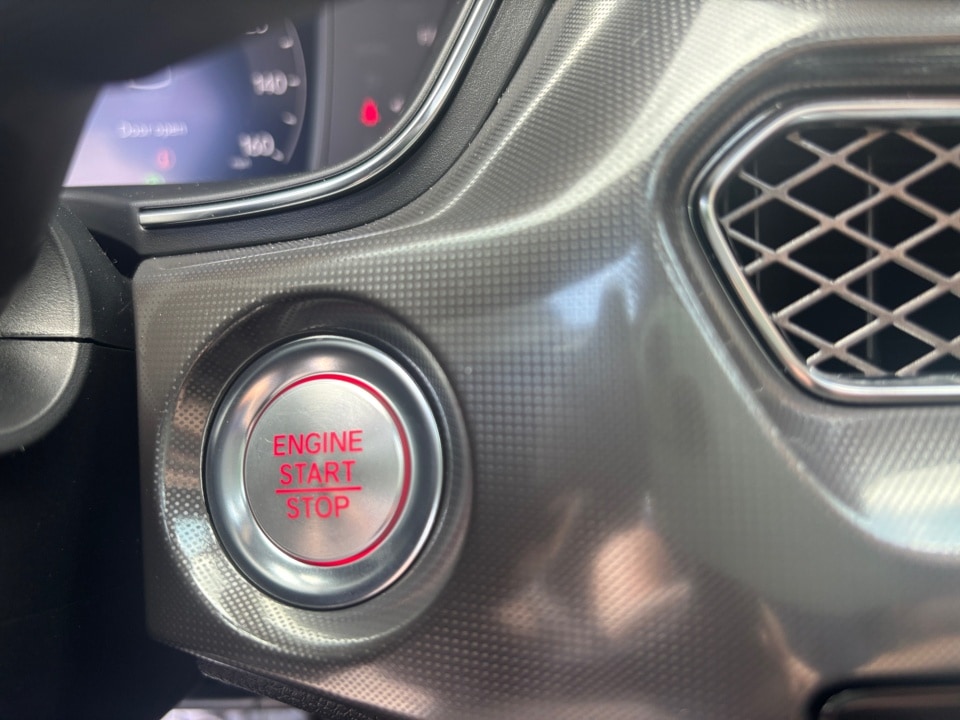 140
Door open
160
ENGINE
START
STOP